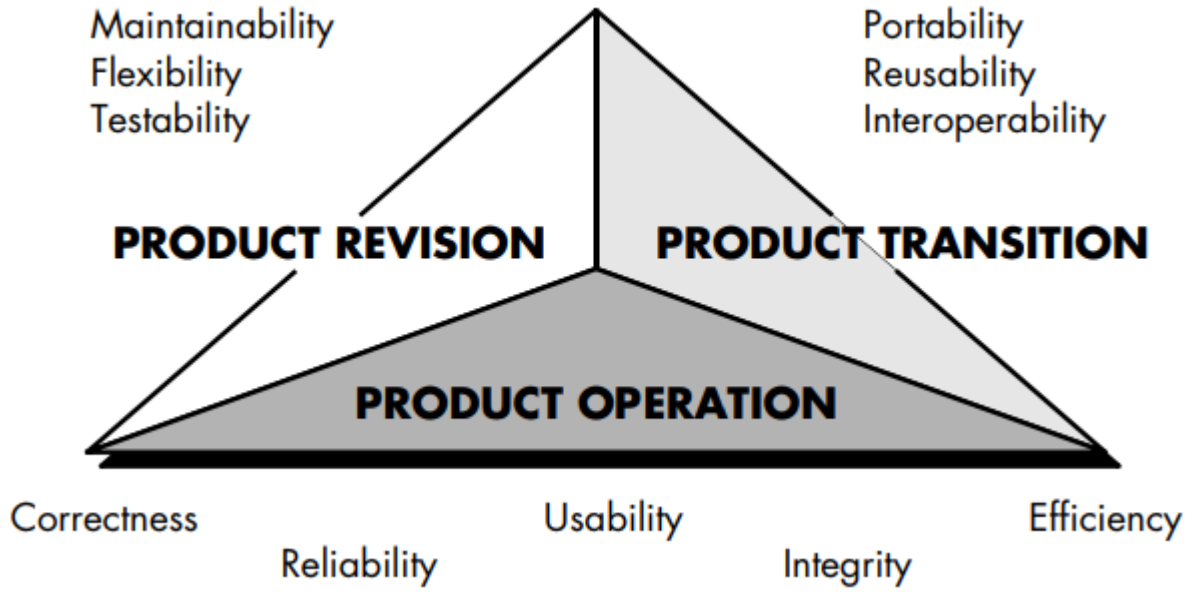 Maintainability
Flexibility
Testability
Portability
Reusability
Interoperability
PRODUCT REVISION
PRODUCT TRANSITION
PRODUCT OPERATION
Correctness
Usability
Efficiency
Reliability
Integrity